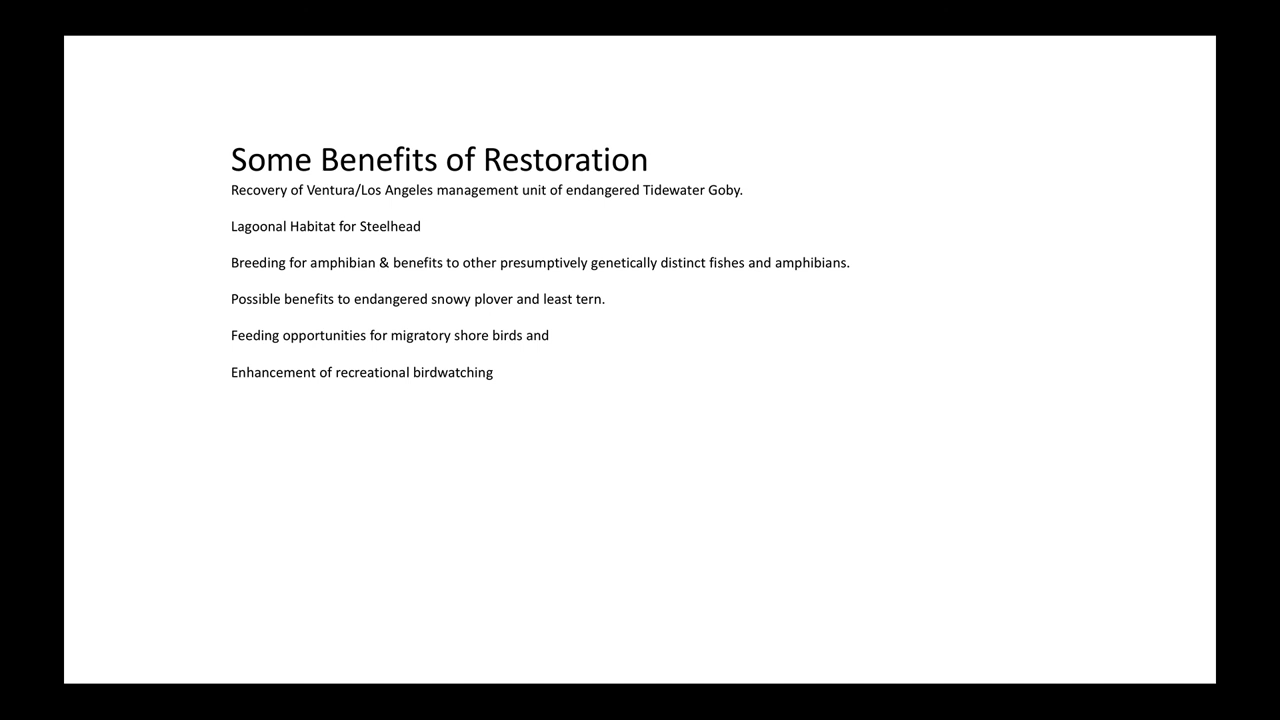 Some Benefits of Restoration
Recovery of Ventura/Los Angeles management unit of endangered Tidewater Goby.
Lagoonal Habitat for Steelhead
Breeding for amphibian & benefits to other presumptively genetically distinct fishes and amphibians.
Possible benefits to endangered snowy plover and least tern.
Feeding opportunities for migratory shore birds and
Enhancement of recreational birdwatching